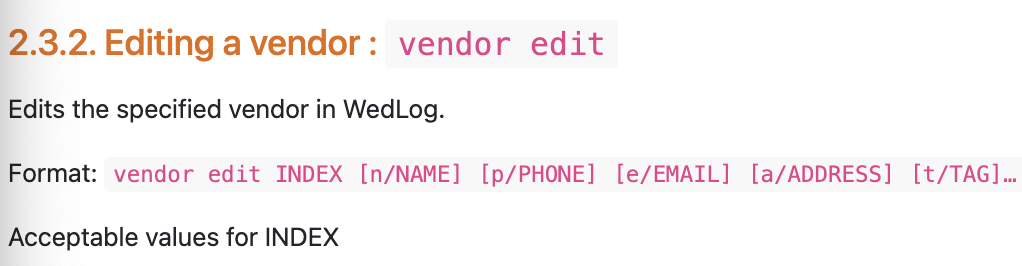 2.3.2. Editing a vendor : vendor edit
Edits the specified vendor in WedLog.
Format: vendor edit INDEX [n/NAME] [p/PHONE] [e/EMAIL] [a/ADDRESS] [t/TAG]…
Acceptable values for INDEX